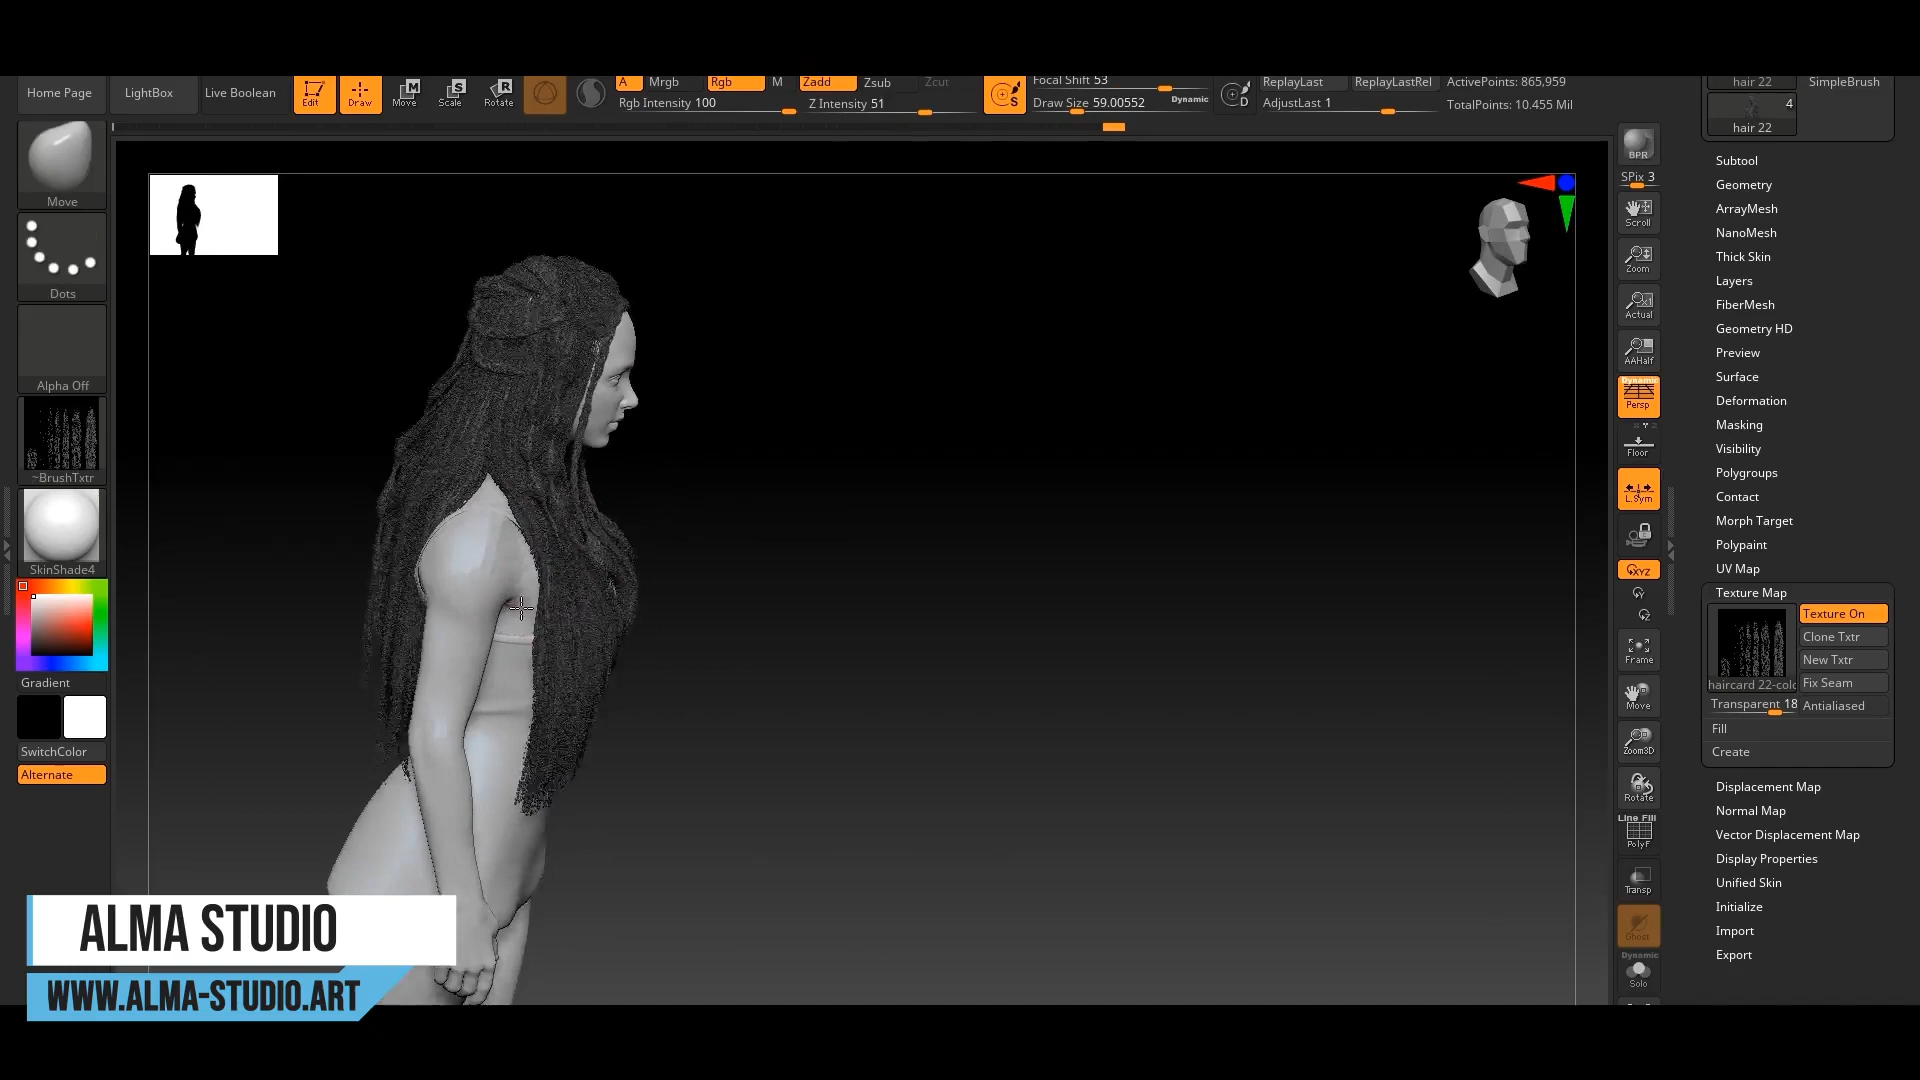 Home Page
LightBox
Live Boolean
Edit
Draw
Move
Scale
Rotate
A
Mrgb
Rgb
M
Rgb Intensity 100
Zadd
Zsub
Zcut
Z Intensity 51
S
Focal Shift 53
Draw Size 59.00552
Dynamic
D
ReplayLast
ReplayLastRel
AdjustLast 1
ActivePoints: 865,959
TotalPoints: 10.455 Mil
hair 22
SimpleBrush
4
hair 22
Move
Dots
Alpha Off
~BrushTxtr
SkinShade4
Gradient
SwitchColor
Alternate
BPR
SPix 3
Scroll
Zoom
Actual
AAHalf
Dynamic
Persp
Floor
L.Sym
XYZ
Frame
Move
Zoom3D
Rotate
Line Fill
PolyF
Transp
Ghost
Dynamic
Solo
Subtool
Geometry
ArrayMesh
NanoMesh
Thick Skin
Layers
FiberMesh
Geometry HD
Preview
Surface
Deformation
Masking
Visibility
Polygroups
Contact
Morph Target
Polypaint
UV Map
Texture Map
Texture On
Clone Txtr
New Txtr
haircard 22-colo
Fix Seam
Transparent 18
Antialiased
Fill
Create
Displacement Map
Normal Map
Vector Displacement Map
Display Properties
Unified Skin
Initialize
Import
Export
ALMA STUDIO
WWW.ALMA-STUDIO.ART